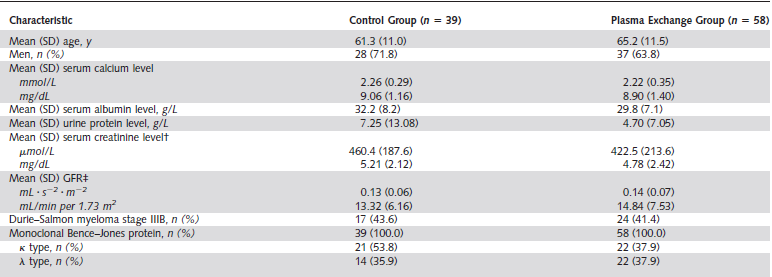 Characteristic Control Group (n = 39) Plasma Exchange Group (n = 58)
Mean (SD) age, y 61.3 (11.0) 65.2 (11.5)
Men, n (%) 28 (71.8) 37 (63.8)
Mean (SD) serum calcium level
mmol/L 2.26 (0.29) 2.22 (0.35)
mg/dL 9.06 (1.16) 8.90 (1.40)
Mean (SD) serum albumin level, g/L 32.2 (8.2) 29.8 (7.1)
Mean (SD) urine protein level, g/L 7.25 (13.08) 4.70 (7.05)
Mean (SD) serum creatinine level†
μmol/L 460.4 (187.6) 422.5 (213.6)
mg/dL 5.21 (2.12) 4.78 (2.42)
Mean (SD) GFR‡
mL · s⁻² · m⁻² 0.13 (0.06) 0.14 (0.07)
mL/min per 1.73 m² 13.32 (6.16) 14.84 (7.53)
Durie–Salmon myeloma stage IIIB, n (%) 17 (43.6) 24 (41.4)
Monoclonal Bence–Jones protein, n (%) 39 (100.0) 58 (100.0)
κ type, n (%) 21 (53.8) 22 (37.9)
λ type, n (%) 14 (35.9) 22 (37.9)